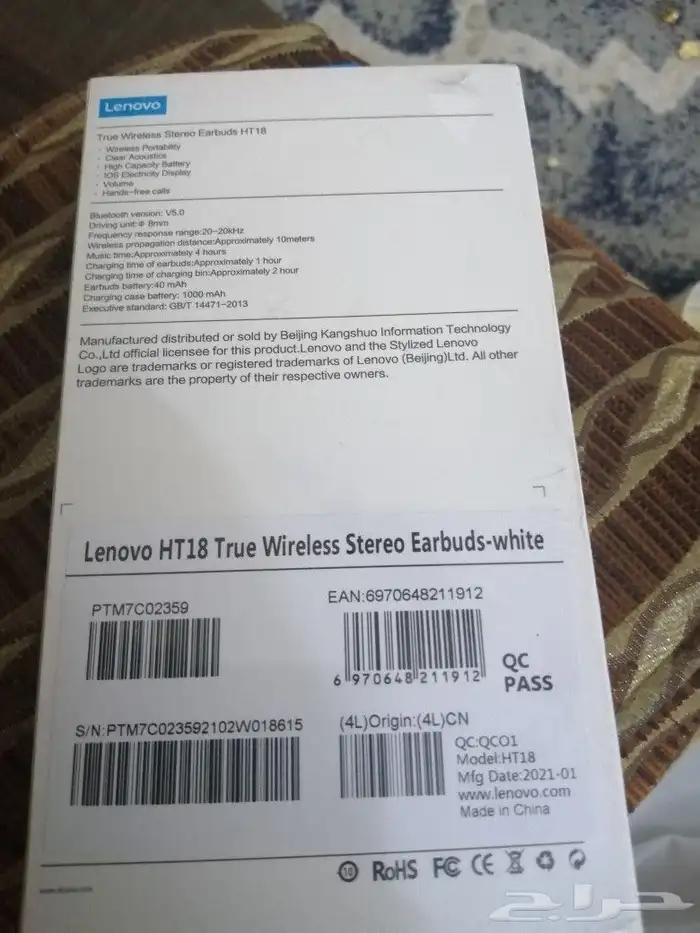 Lenovo
True Wireless Stereo Earbuds HT18
· Wireless Portability
· Clear Acoustics
· High Capacity Battery
· IOS Electricity Display
· Volume
· Hands-free calls
Bluetooth version: V5.0
Driving unit:Φ 8mm
Frequency response range:20-20kHz
Wireless propagation distance:Approximately 10meters
Music time:Approximately 4 hours
Charging time of earbuds:Approximately 1 hour
Charging time of charging bin:Approximately 2 hour
Earbuds battery:40 mAh
Charging case battery: 1000 mAh
Executive standard: GB/T 14471-2013
Manufactured distributed or sold by Beijing Kangshuo Information Technology
Co.,Ltd official licensee for this product.Lenovo and the Stylized Lenovo
Logo are trademarks or registered trademarks of Lenovo (Beijing)Ltd. All other
trademarks are the property of their respective owners.
Lenovo HT18 True Wireless Stereo Earbuds-white
PTM7C02359
EAN:6970648211912
6 970648 211912
QC
PASS
S/N:PTM7C023592102W018615
(4L)Origin:(4L)CN
QC:QC01
Model:HT18
Mfg Date:2021-01
www.lenovo.com
Made in China
10 RoHS FC CE
حراج